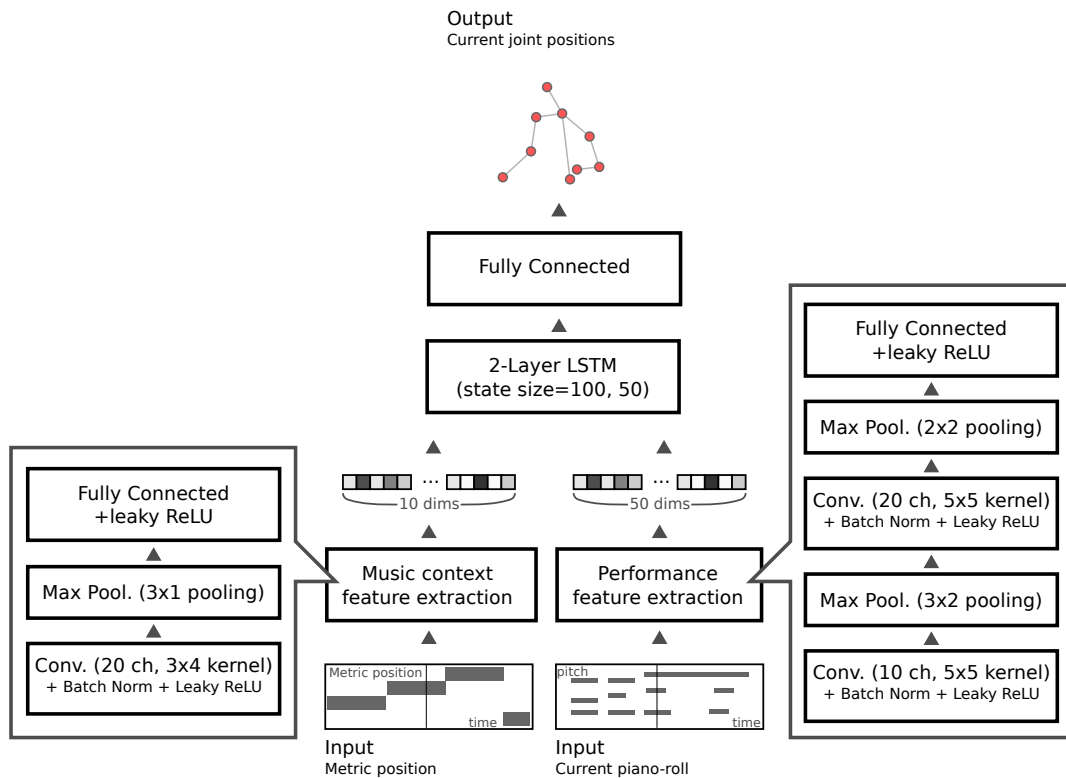 Output
Current joint positions
Fully Connected
2-Layer LSTM
(state size=100, 50)
...
10 dims
...
50 dims
Music context
feature extraction
Performance
feature extraction
Metric position
time
pitch
time
Input
Metric position
Input
Current piano-roll
Fully Connected
+leaky ReLU
Max Pool. (3x1 pooling)
Conv. (20 ch, 3x4 kernel)
+ Batch Norm + Leaky ReLU
Fully Connected
+leaky ReLU
Max Pool. (2x2 pooling)
Conv. (20 ch, 5x5 kernel)
+ Batch Norm + Leaky ReLU
Max Pool. (3x2 pooling)
Conv. (10 ch, 5x5 kernel)
+ Batch Norm + Leaky ReLU